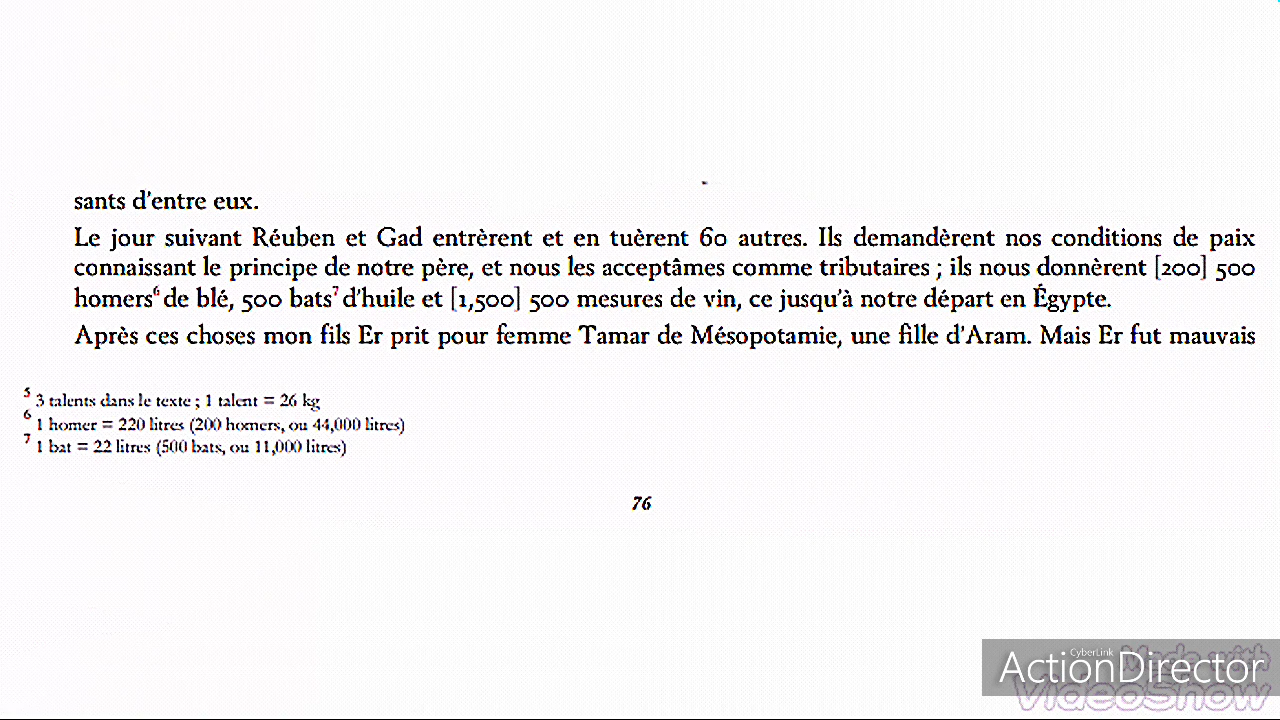 sants d'entre eux.
Le jour suivant Réuben et Gad entrèrent et en tuèrent 60 autres. Ils demandèrent nos conditions de paix
connaissant le principe de notre père, et nous les acceptâmes comme tributaires ; ils nous donnèrent [200] 500
homers⁶ de blé, 500 bats⁷ d'huile et [1,500] 500 mesures de vin, ce jusqu'à notre départ en Égypte.
Après ces choses mon fils Er prit pour femme Tamar de Mésopotamie, une fille d'Aram. Mais Er fut mauvais
⁵ 3 talents dans le texte ; 1 talent = 26 kg
⁶ 1 homer = 220 litres (200 homers, ou 44,000 litres)
⁷ 1 bat = 22 litres (500 bats, ou 11,000 litres)
76
CyberLink
ActionDirector
Made with
VideoShow